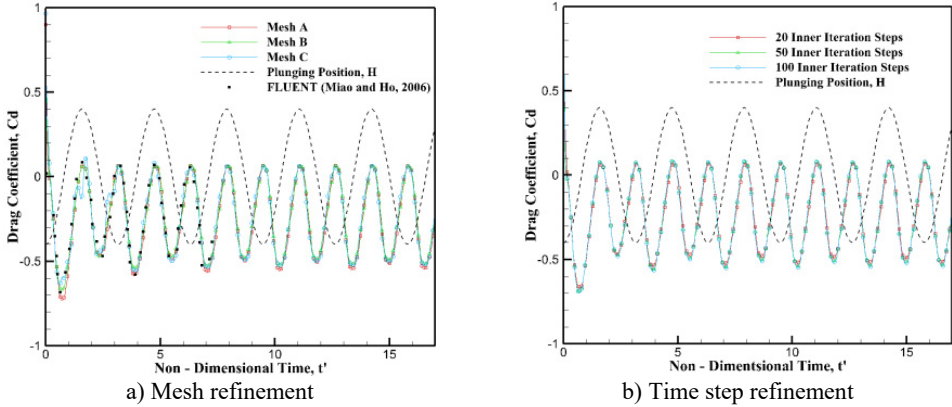 1
0.5
0
-0.5
-1
Drag Coefficient, Cd
Mesh A
Mesh B
Mesh C
Plunging Position, H
FLUENT (Miao and Ho, 2006)
0 5 10 15
Non - Dimensional Time, t'
a) Mesh refinement
1
0.5
0
-0.5
-1
Drag Coefficient, Cd
20 Inner Iteration Steps
50 Inner Iteration Steps
100 Inner Iteration Steps
Plunging Position, H
0 5 10 15
Non - Dimentsional Time, t'
b) Time step refinement